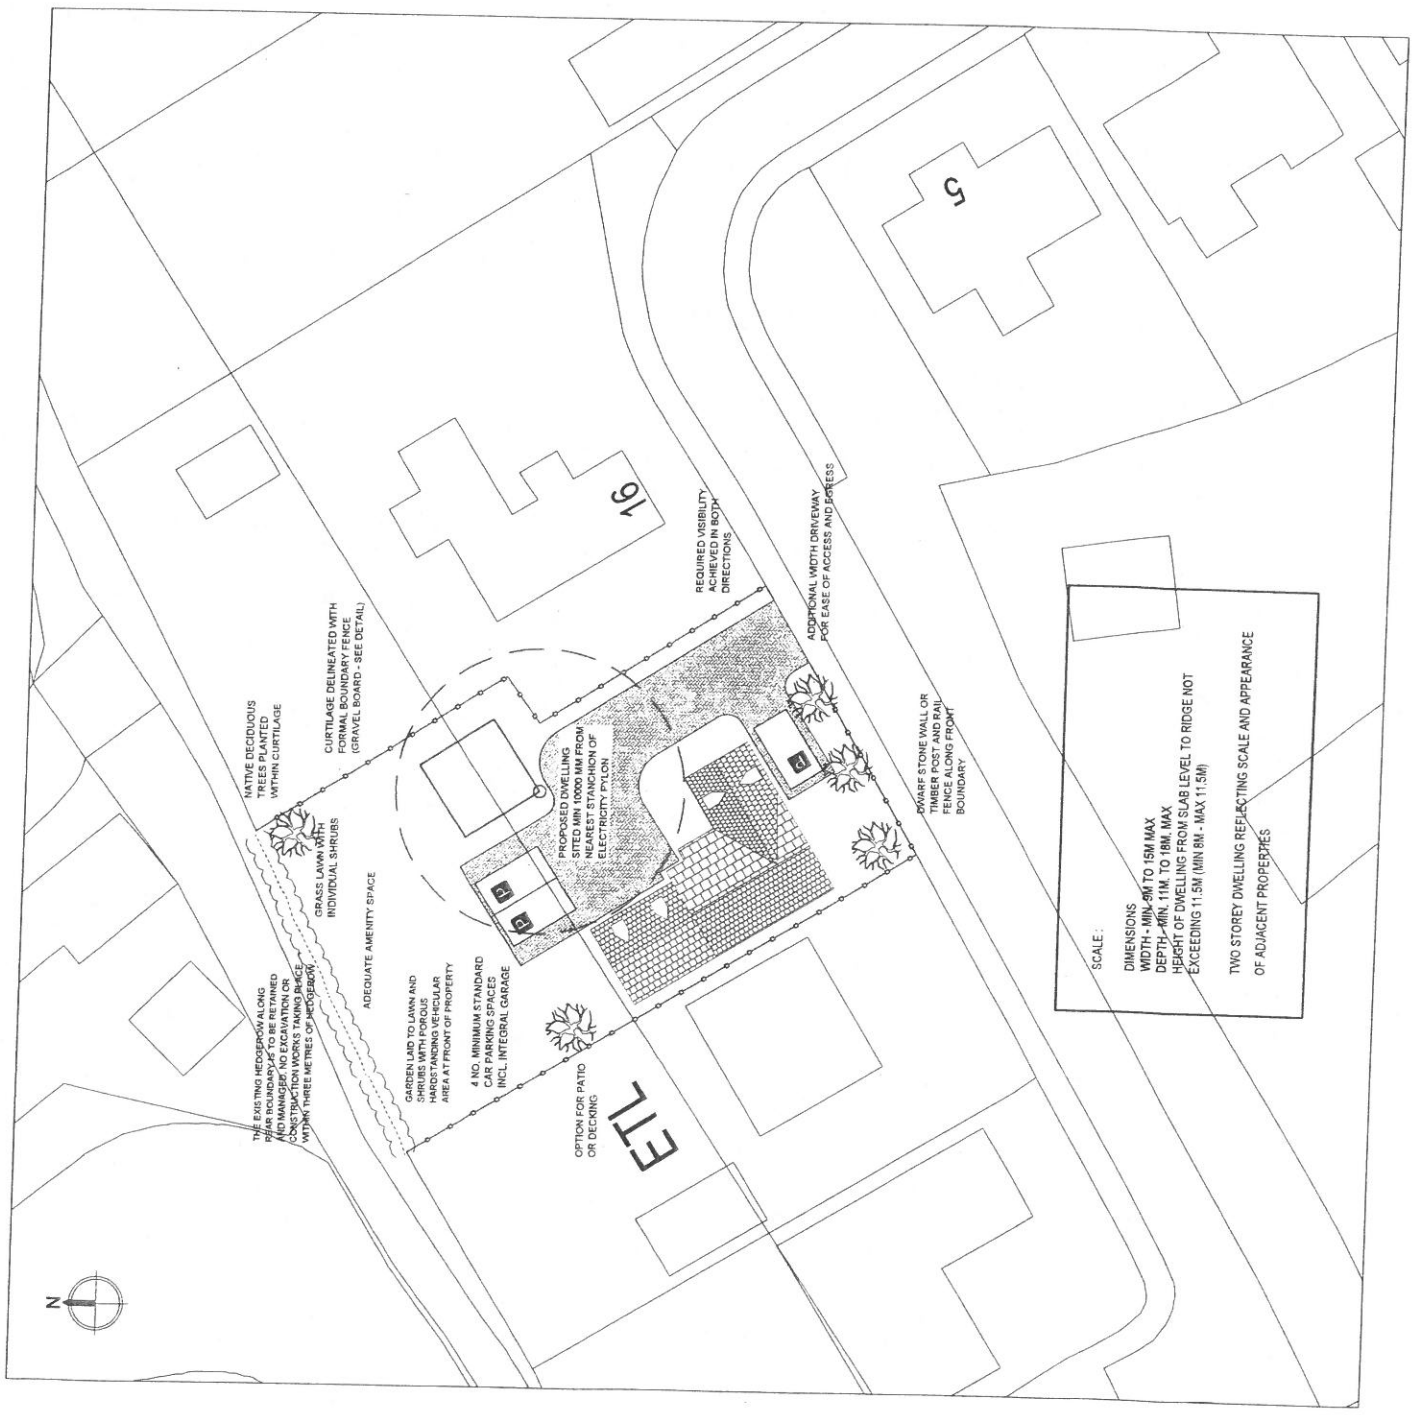 N
NATIVE DECIDUOUS
TREES PLANTED
WITHIN CURTILAGE
CURTILAGE DELINEATED WITH
FORMAL BOUNDARY FENCE
(GRAVEL BOARD - SEE DETAIL)
GRASS LAWN WITH
INDIVIDUAL SHRUBS
ADEQUATE AMENITY SPACE
THE EXISTING HEDGEROW ALONG
REAR BOUNDARY IS TO BE RETAINED
AND MANAGED. NO EXCAVATION OR
CONSTRUCTION WORKS TAKING PLACE
WITHIN THREE METRES OF HEDGEROW
GARDEN LAID TO LAWN AND
SHRUBS WITH POROUS
HARDSTANDING VEHICULAR
AREA AT FRONT OF PROPERTY
4 NO. MINIMUM STANDARD
CAR PARKING SPACES
INCL. INTEGRAL GARAGE
OPTION FOR PATIO
OR DECKING
ETL
P
P
P
PROPOSED DWELLING
SITED MIN 10000 MM FROM
NEAREST STANCHION OF
ELECTRICITY PYLON
16
5
REQUIRED VISIBILITY
ACHIEVED IN BOTH
DIRECTIONS
ADDITIONAL WIDTH DRIVEWAY
FOR EASE OF ACCESS AND EGRESS
DWARF STONE WALL OR
TIMBER POST AND RAIL
FENCE ALONG FRONT
BOUNDARY
SCALE :
DIMENSIONS
WIDTH - MIN. 9M TO 15M MAX
DEPTH - MIN. 11M. TO 18M. MAX
HEIGHT OF DWELLING FROM SLAB LEVEL TO RIDGE NOT
EXCEEDING 11.5M (MIN 8M - MAX 11.5M)
TWO STOREY DWELLING REFLECTING SCALE AND APPEARANCE
OF ADJACENT PROPERTIES